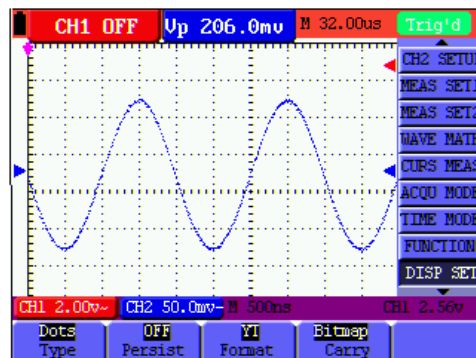 CH1 OFF Vp 206.0mv M 32.00us Trig'd
CH2 SETU
MEAS SET
MEAS SET
WAVE MATH
CURS MEAS
ACQU MODE
TIME MODE
FUNCTION
DISP SET
CH1 2.00v~ CH2 50.0mv- M 500ns CH1 2.56v
Dots OFF YT Bitmap
Type Persist Format Carry